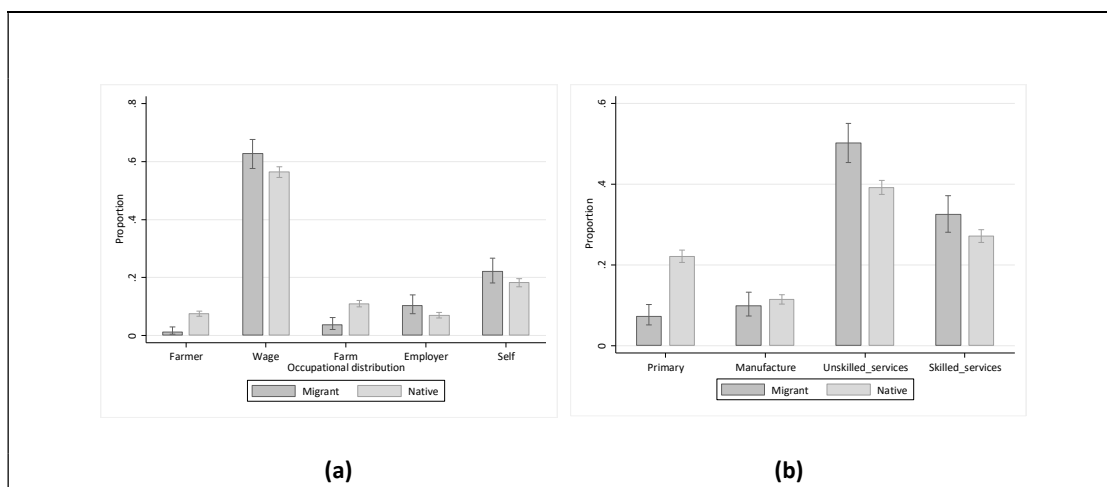 .8
.6
.4
.2
0
Proportion
Farmer Wage Farm Employer Self
Occupational distribution
Migrant Native
(a)
.6
.4
.2
0
Proportion
Primary Manufacture Unskilled_services Skilled_services
Migrant Native
(b)